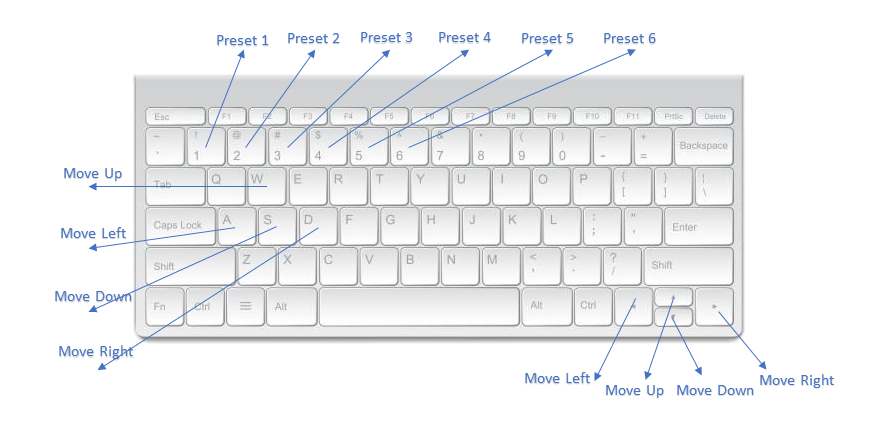 Preset 1 Preset 2 Preset 3 Preset 4 Preset 5 Preset 6
Esc F1 F2 F3 F4 F5 F6 F7 F8 F9 F10 F11 PrtSc Delete
~ ! @ # $ % ^ & * ( ) _ +
` 1 2 3 4 5 6 7 8 9 0 - = Backspace
Move Up
Tab Q W E R T Y U I O P { [ } ] ¦ \
Move Left
Caps Lock A S D F G H J K L : ; " ' Enter
Shift Z X C V B N M < , > . ? / Shift
Move Down
Fn Ctrl Alt Alt Ctrl
Move Right
Move Left Move Up Move Down Move Right